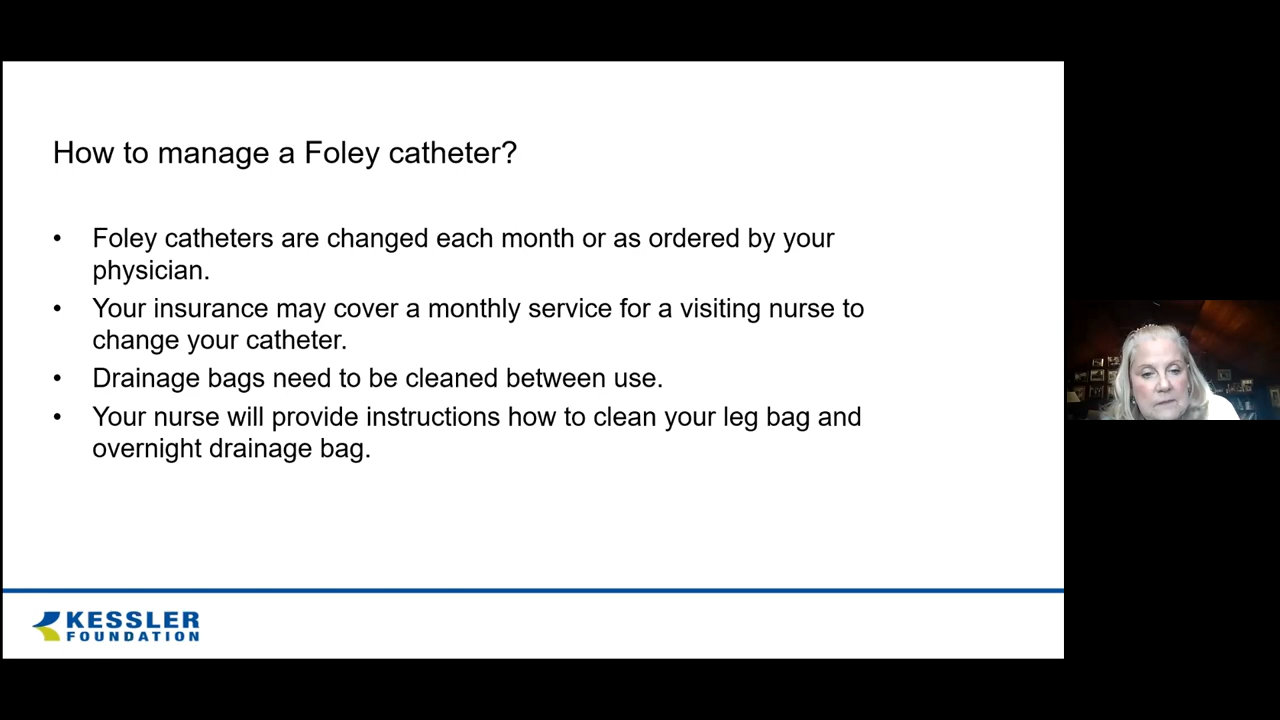 How to manage a Foley catheter?
• Foley catheters are changed each month or as ordered by your
physician.
• Your insurance may cover a monthly service for a visiting nurse to
change your catheter.
• Drainage bags need to be cleaned between use.
• Your nurse will provide instructions how to clean your leg bag and
overnight drainage bag.
KESSLER
FOUNDATION